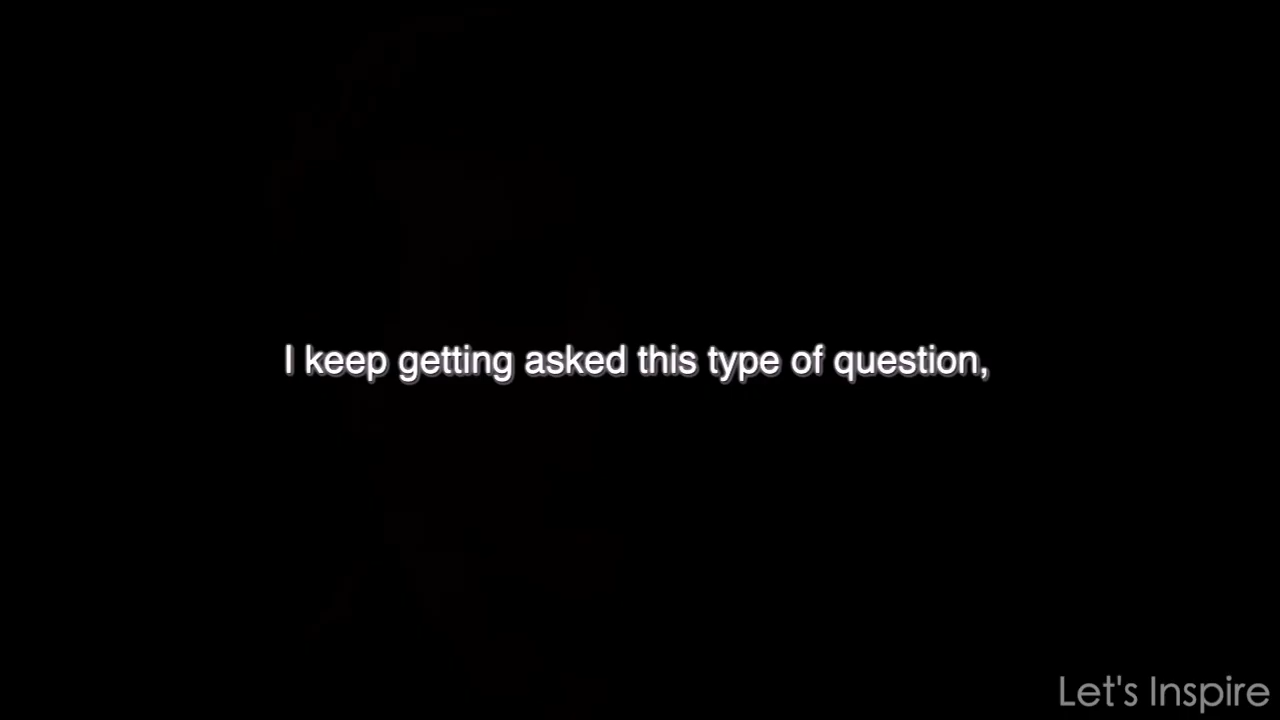 I keep getting asked this type of question,
Let's Inspire